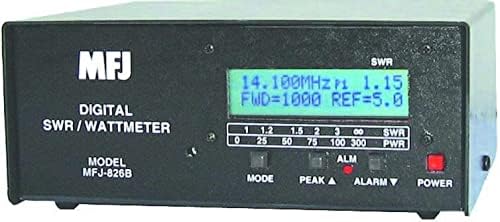 MFJ
DIGITAL
SWR / WATTMETER
MODEL
MFJ-826B
SWR
14.100MHz pi 1.15
FWD=1000 REF=5.0
1 1.2 1.5 2 3 ∞ SWR
0 25 50 75 100 300 PWR
ALM
MODE PEAK ▲ ALARM ▼ POWER